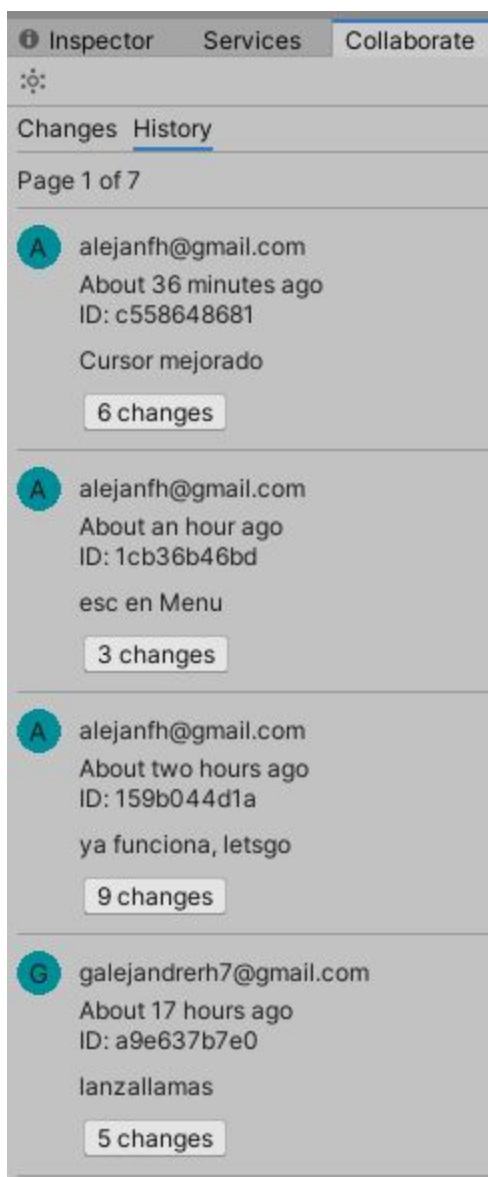 Inspector Services Collaborate
Changes History
Page 1 of 7
A alejanfh@gmail.com
About 36 minutes ago
ID: c558648681
Cursor mejorado
6 changes
A alejanfh@gmail.com
About an hour ago
ID: 1cb36b46bd
esc en Menu
3 changes
A alejanfh@gmail.com
About two hours ago
ID: 159b044d1a
ya funciona, letsgo
9 changes
G galejandrerh7@gmail.com
About 17 hours ago
ID: a9e637b7e0
lanzallamas
5 changes